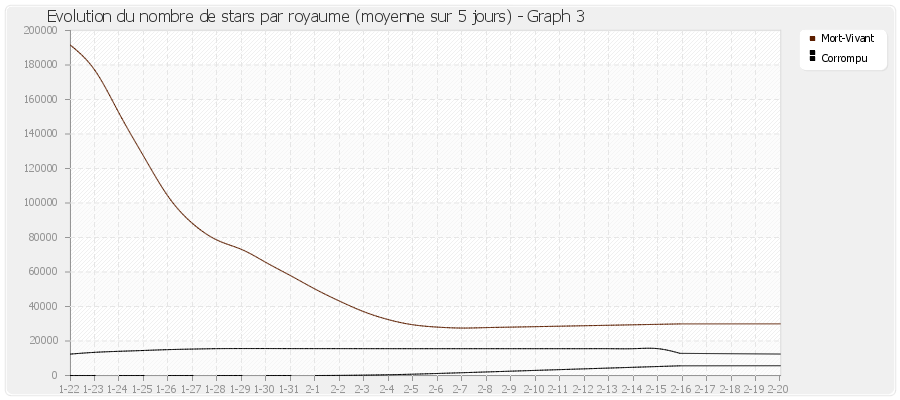 Evolution du nombre de stars par royaume (moyenne sur 5 jours) - Graph 3
200000
180000
160000
140000
120000
100000
80000
60000
40000
20000
0
1-22 1-23 1-24 1-25 1-26 1-27 1-28 1-29 1-30 1-31 2-1 2-2 2-3 2-4 2-5 2-6 2-7 2-8 2-9 2-10 2-11 2-12 2-13 2-14 2-15 2-16 2-17 2-18 2-19 2-20
Mort-Vivant
Corrompu